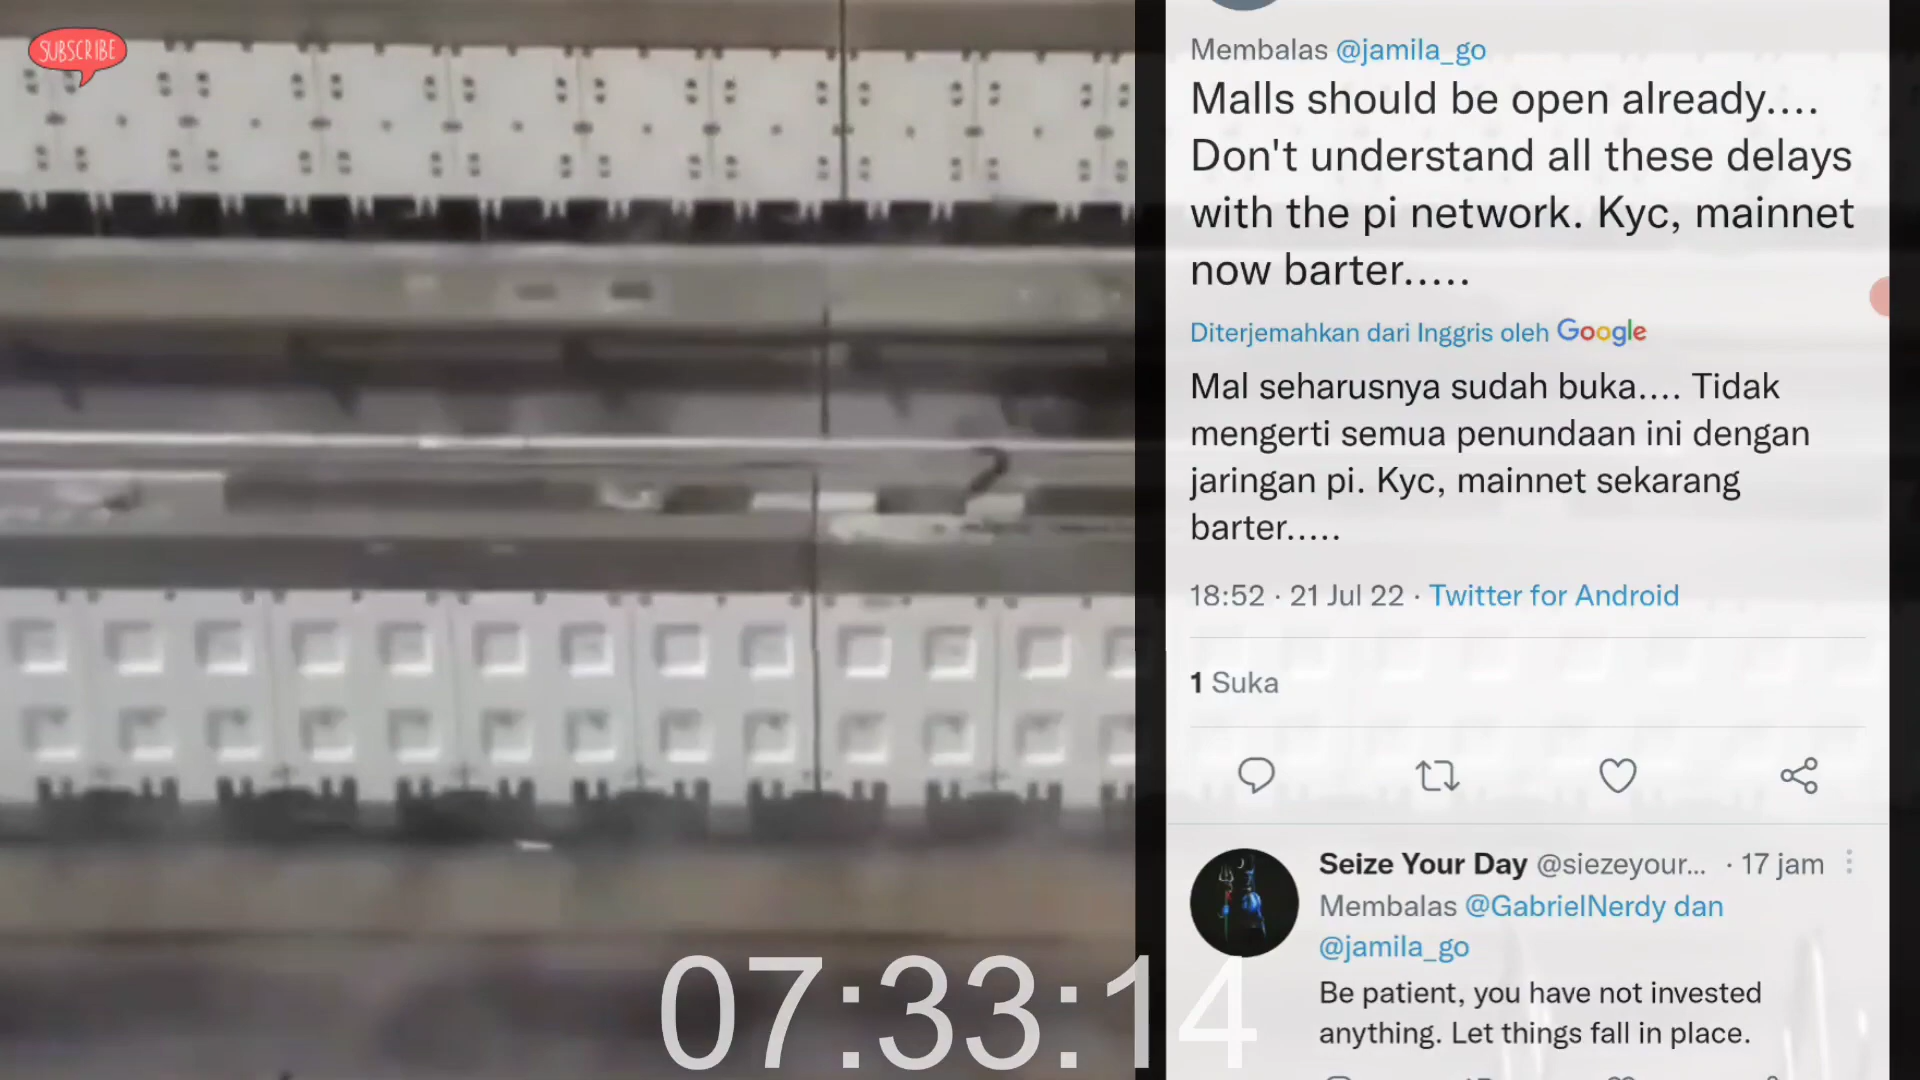 SUBSCRIBE
Membalas @jamila_go
Malls should be open already....
Don't understand all these delays
with the pi network. Kyc, mainnet
now barter.....
Diterjemahkan dari Inggris oleh Google
Mal seharusnya sudah buka.... Tidak
mengerti semua penundaan ini dengan
jaringan pi. Kyc, mainnet sekarang
barter.....
18:52 · 21 Jul 22 · Twitter for Android
1 Suka
Seize Your Day @siezeyour... · 17 jam
Membalas @GabrielNerdy dan
@jamila_go
Be patient, you have not invested
anything. Let things fall in place.
07:33:14